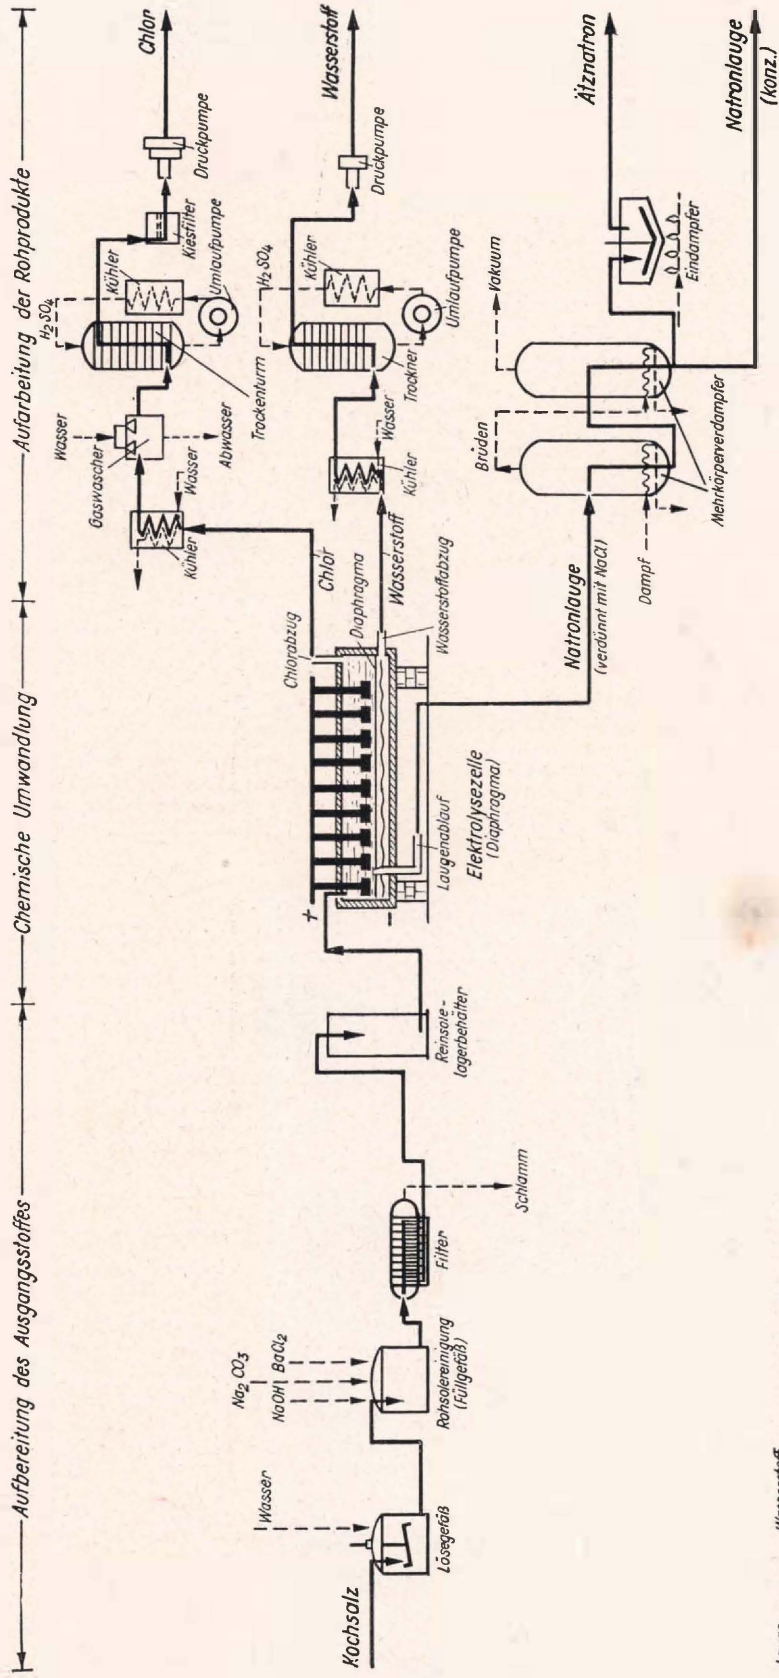 Aufbereitung des Ausgangsstoffes
Chemische Umwandlung
Aufarbeitung der Rohprodukte
Kochsalz
Wasser
Lösegefäß
Na2CO3
NaOH
BaCl2
Rohsolereinigung
(Füllgefäß)
Filter
Schlamm
Reinsole-
lagerbehälter
+
-
Chlorabzug
Diaphragma
Wasserstoffabzug
Laugenablauf
Elektrolysezelle
(Diaphragma)
Chlor
Kühler
Wasser
Gaswascher
Wasser
Abwasser
H2SO4
Trockenturm
Kühler
Umlaufpumpe
Kiesfilter
Druckpumpe
Chlor
Wasserstoff
Kühler
Wasser
H2SO4
Trockner
Kühler
Umlaufpumpe
Druckpumpe
Wasserstoff
Natronlauge
(verdünnt mit NaCl)
Dampf
Brüden
Vakuum
Mehrkörperverdampfer
Eindampfer
Ätznatron
Natronlauge
(konz.)